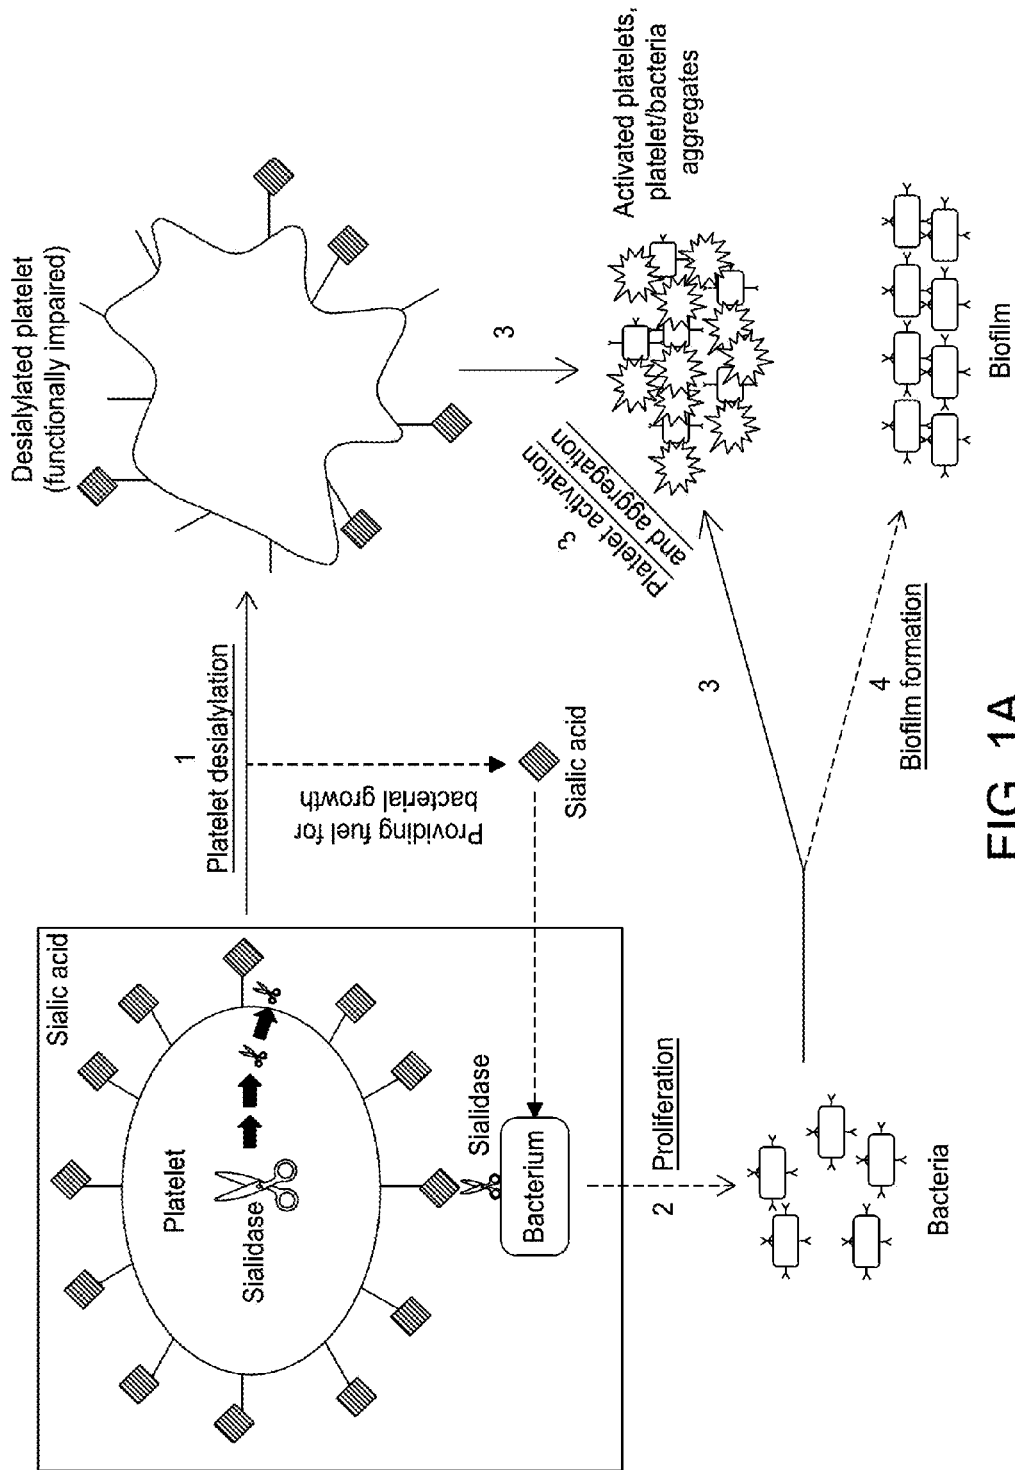 Sialic acid
Platelet
Sialidase
Sialidase
Bacterium
1
Platelet desialylation
Providing fuel for
bacterial growth
Sialic acid
Desialylated platelet
(functionally impaired)
3
3
Platelet activation
and aggregation
Activated platelets,
platelet/bacteria
aggregates
2
Proliferation
Bacteria
3
4
Biofilm formation
Biofilm
FIG. 1A